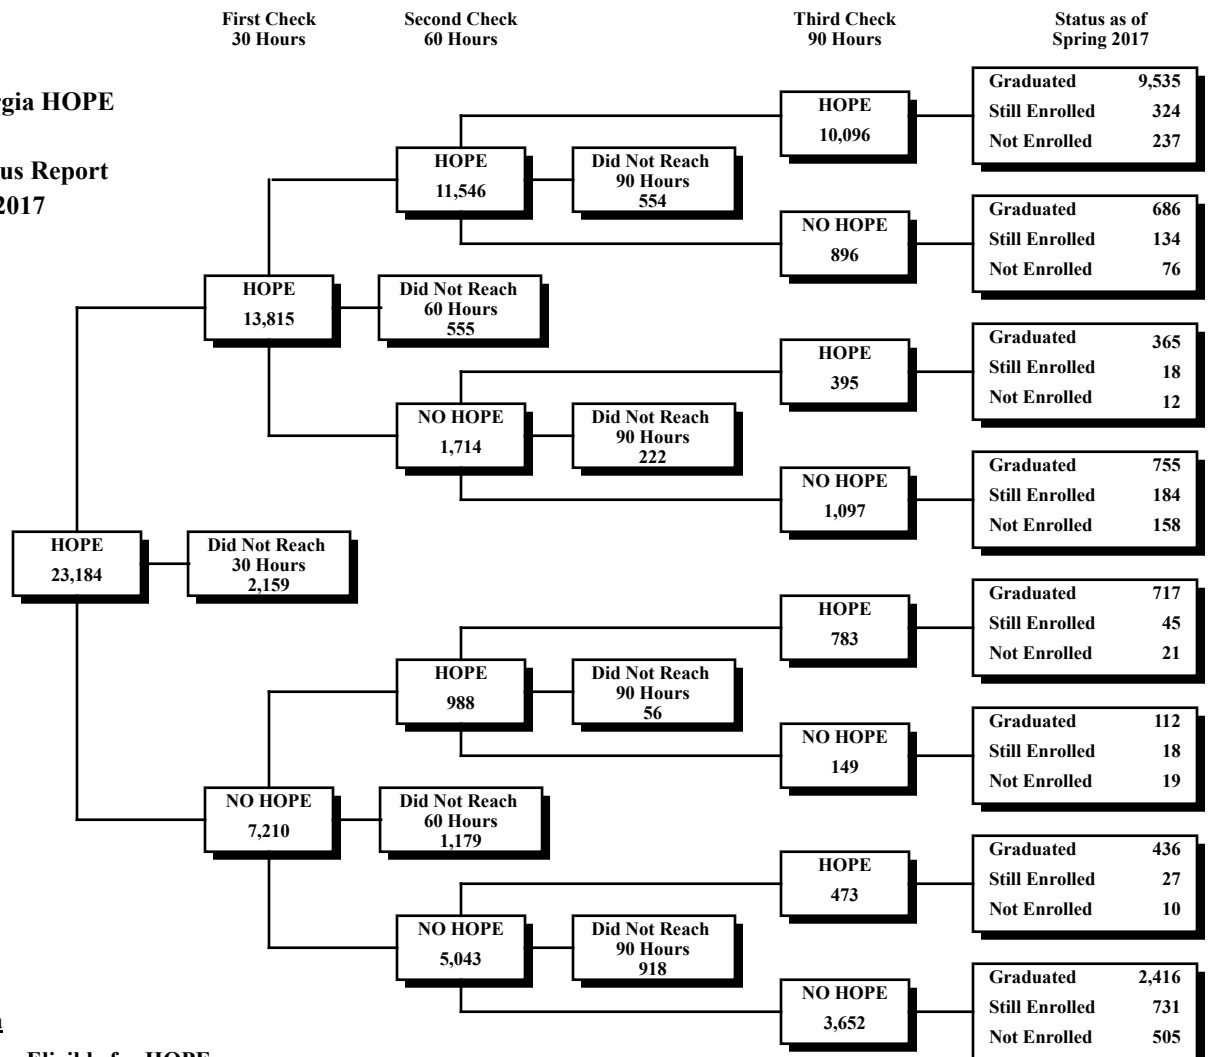 First Check
30 Hours
Second Check
60 Hours
Third Check
90 Hours
Status as of
Spring 2017
rgia HOPE
us Report
2017
HOPE
23,184
Did Not Reach
30 Hours
2,159
HOPE
13,815
Did Not Reach
60 Hours
555
NO HOPE
7,210
Did Not Reach
60 Hours
1,179
HOPE
11,546
Did Not Reach
90 Hours
554
NO HOPE
1,714
Did Not Reach
90 Hours
222
HOPE
988
Did Not Reach
90 Hours
56
NO HOPE
5,043
Did Not Reach
90 Hours
918
HOPE
10,096
Graduated 9,535
Still Enrolled 324
Not Enrolled 237
NO HOPE
896
Graduated 686
Still Enrolled 134
Not Enrolled 76
HOPE
395
Graduated 365
Still Enrolled 18
Not Enrolled 12
NO HOPE
1,097
Graduated 755
Still Enrolled 184
Not Enrolled 158
HOPE
783
Graduated 717
Still Enrolled 45
Not Enrolled 21
NO HOPE
149
Graduated 112
Still Enrolled 18
Not Enrolled 19
HOPE
473
Graduated 436
Still Enrolled 27
Not Enrolled 10
NO HOPE
3,652
Graduated 2,416
Still Enrolled 731
Not Enrolled 505
Eligible for HOPE